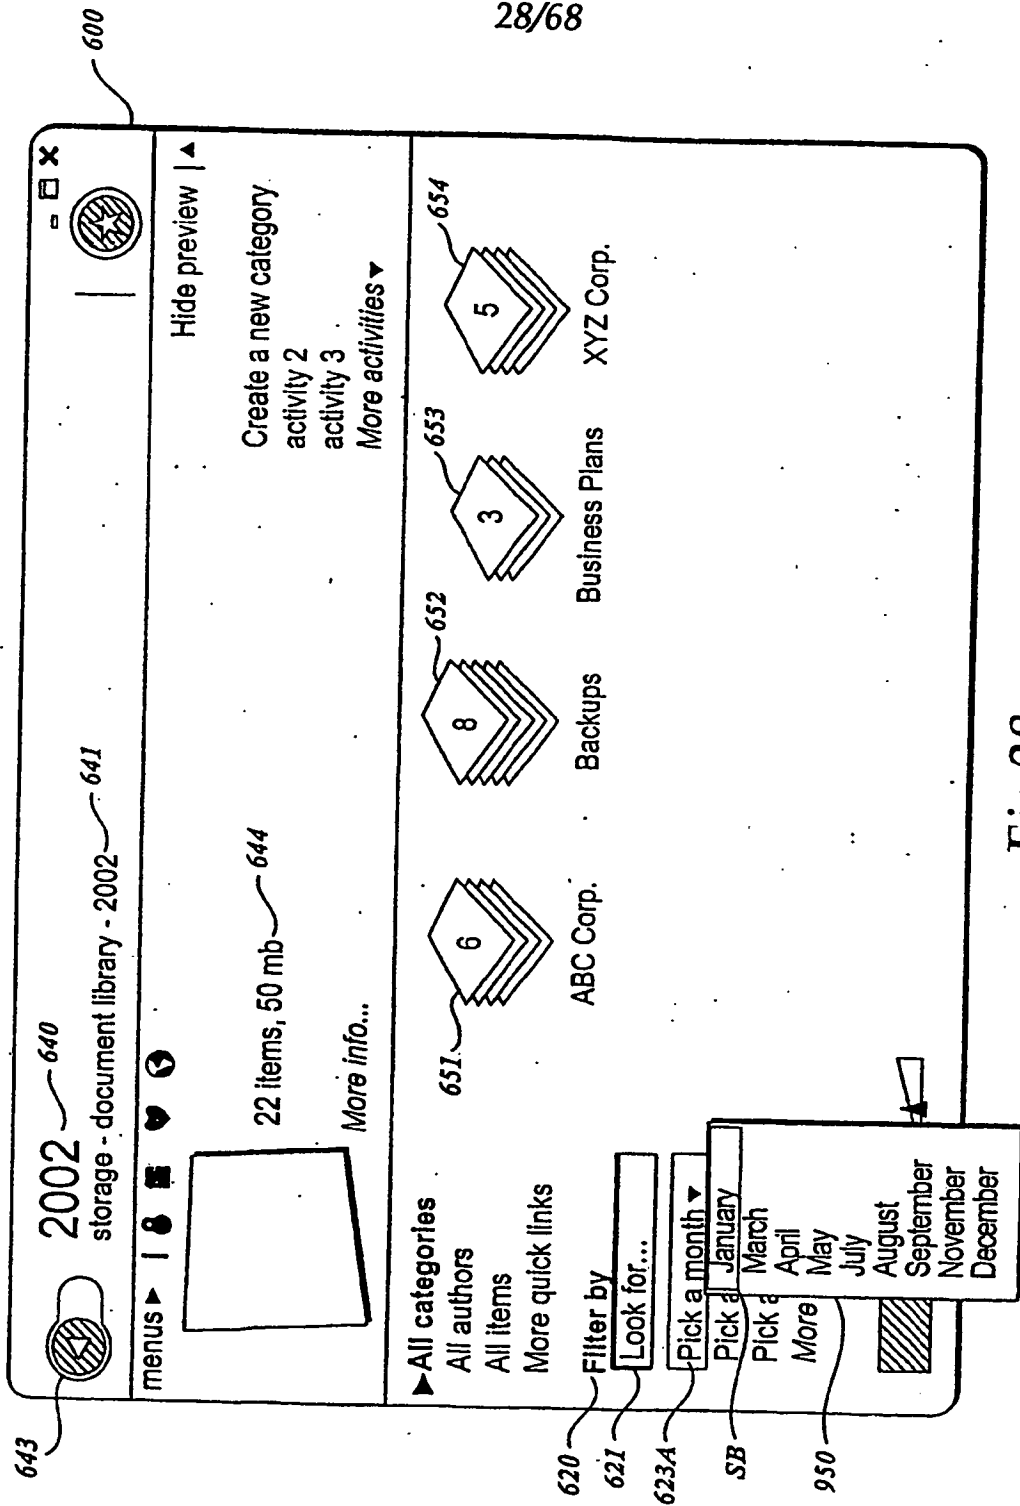 28/68
600
2002
640
storage - document library - 2002
641
643
menus
Hide preview
22 items, 50 mb
644
More info...
Create a new category
activity 2
activity 3
More activities
All categories
All authors
All items
More quick links
620
Filter by
621
Look for...
623A
Pick a month
Pick a
Pick a
More
SB
950
January
March
April
May
July
August
September
November
December
651
6
ABC Corp.
652
8
Backups
653
3
Business Plans
654
5
XYZ Corp.